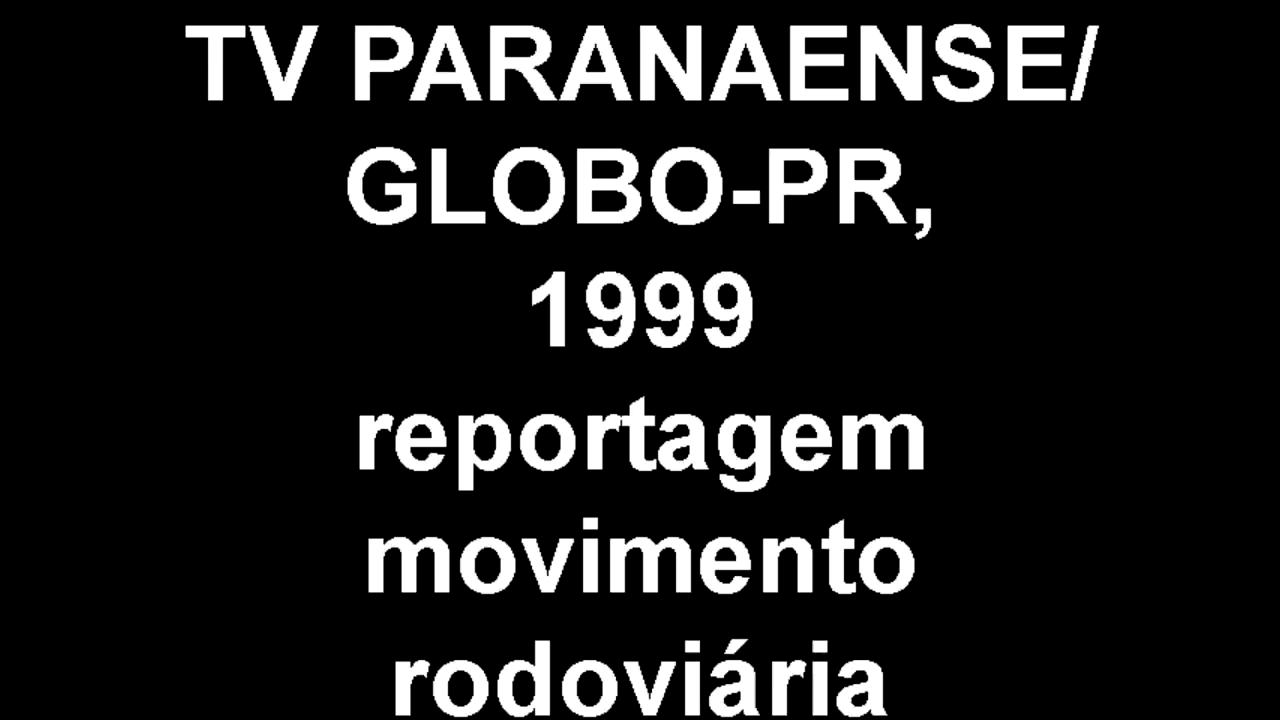 TV PARANAENSE/
GLOBO-PR,
1999
reportagem
movimento
rodoviária